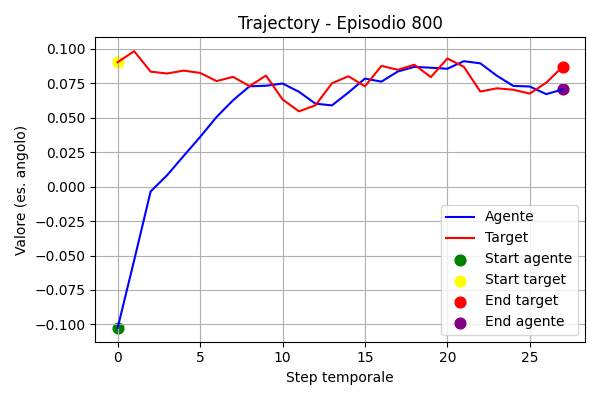 Trajectory - Episodio 800
Valore (es. angolo)
0.100
0.075
0.050
0.025
0.000
−0.025
−0.050
−0.075
−0.100
Agente
Target
Start agente
Start target
End target
End agente
0 5 10 15 20 25
Step temporale